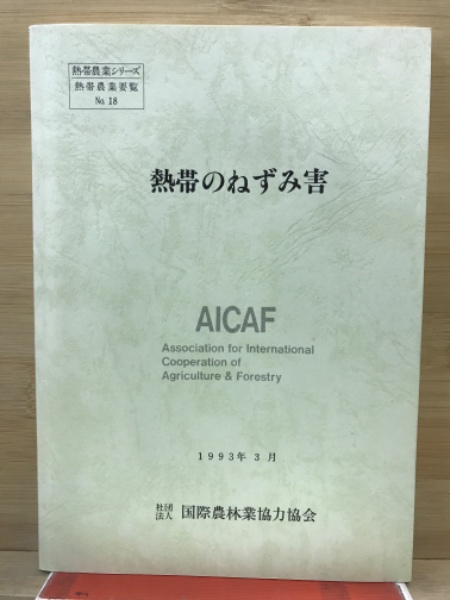 熱帯農業シリーズ
熱帯農業要覧
No. 18
熱帯のねずみ害
AICAF
Association for International
Cooperation of
Agriculture & Forestry
1993年3月
社団法人 国際農林業協力協会